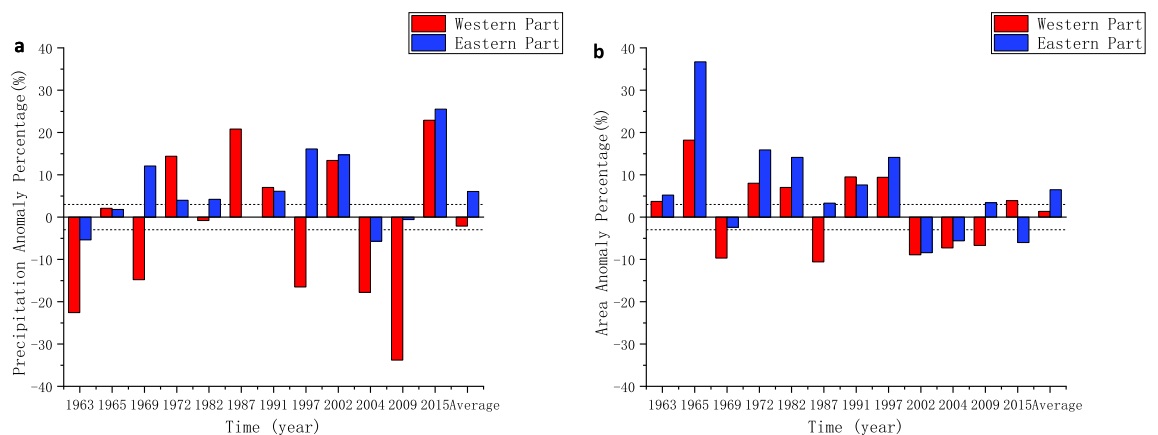 a
Western Part
Eastern Part
Precipitation Anomaly Percentage(%)
40
30
20
10
0
-10
-20
-30
-40
1963 1965 1969 1972 1982 1987 1991 1997 2002 2004 2009 2015 Average
Time (year)
b
Western Part
Eastern Part
Area Anomaly Percentage(%)
40
30
20
10
0
-10
-20
-30
-40
1963 1965 1969 1972 1982 1987 1991 1997 2002 2004 2009 2015 Average
Time (year)